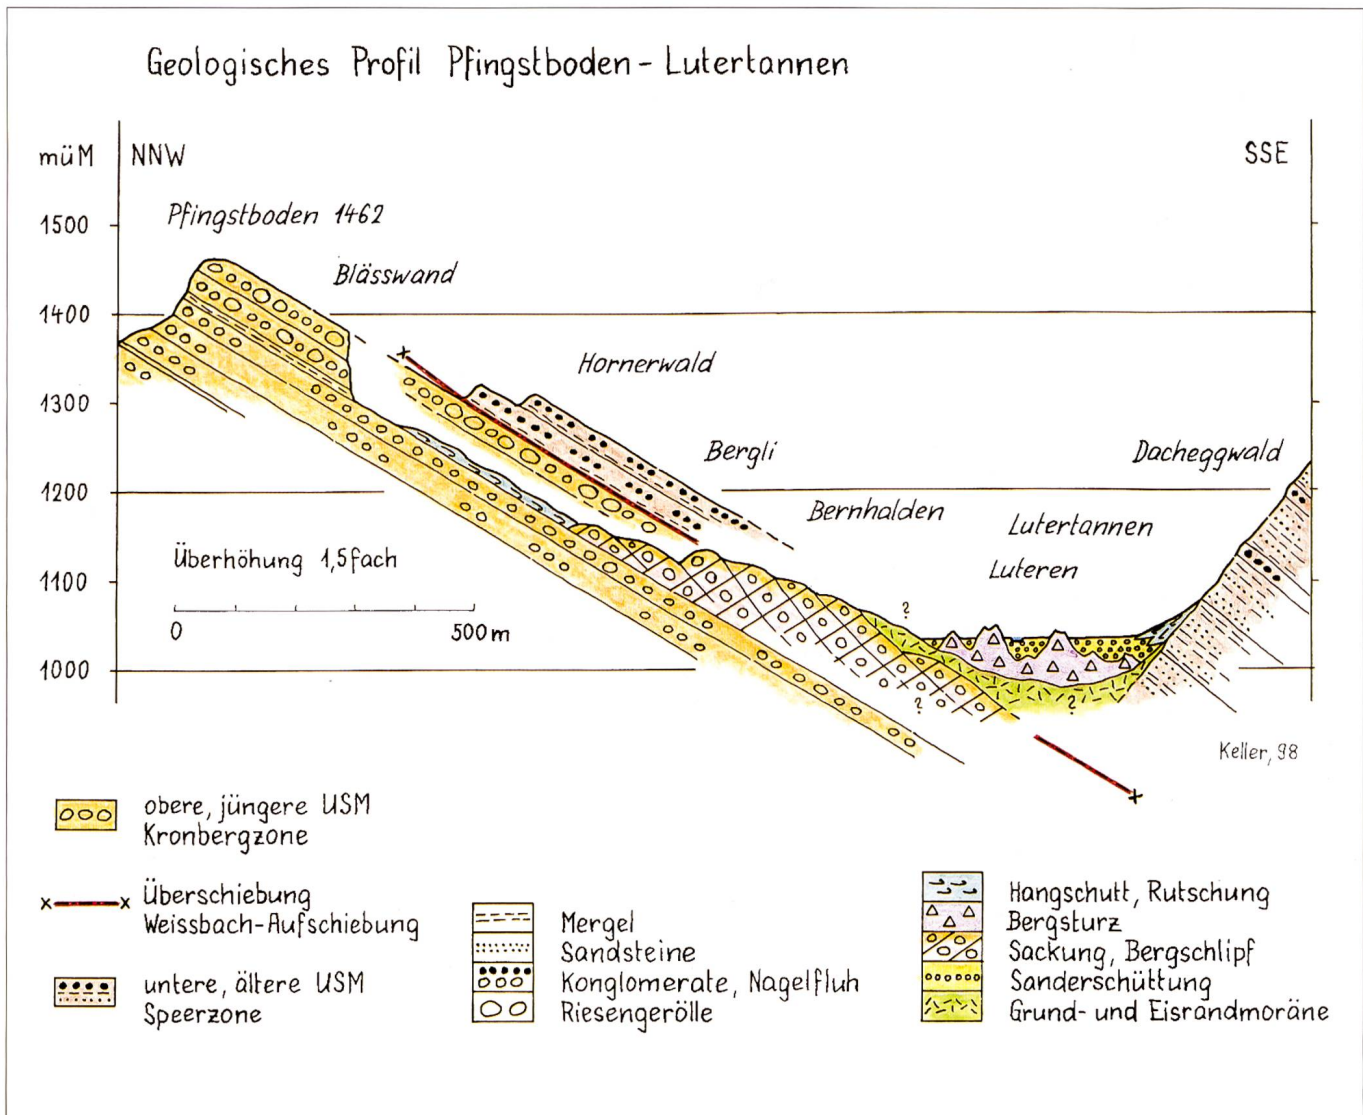 Geologisches Profil Pfingstboden - Lutertannen
müM NNW SSE
Pfingstboden 1462
1500
Blässwand
1400
Hornerwald
1300
Bergli
Dacheggwald
1200
Bernhalden
Lutertannen
Überhöhung 1,5fach
Luteren
1100
?
0 500m
1000
? ?
Keller, 98
obere, jüngere USM
Kronbergzone
x x Überschiebung
Weissbach-Aufschiebung
untere, ältere USM
Speerzone
Mergel
Sandsteine
Konglomerate, Nagelfluh
Riesengerölle
Hangschutt, Rutschung
Bergsturz
Sackung, Bergschlipf
Sanderschüttung
Grund- und Eisrandmoräne